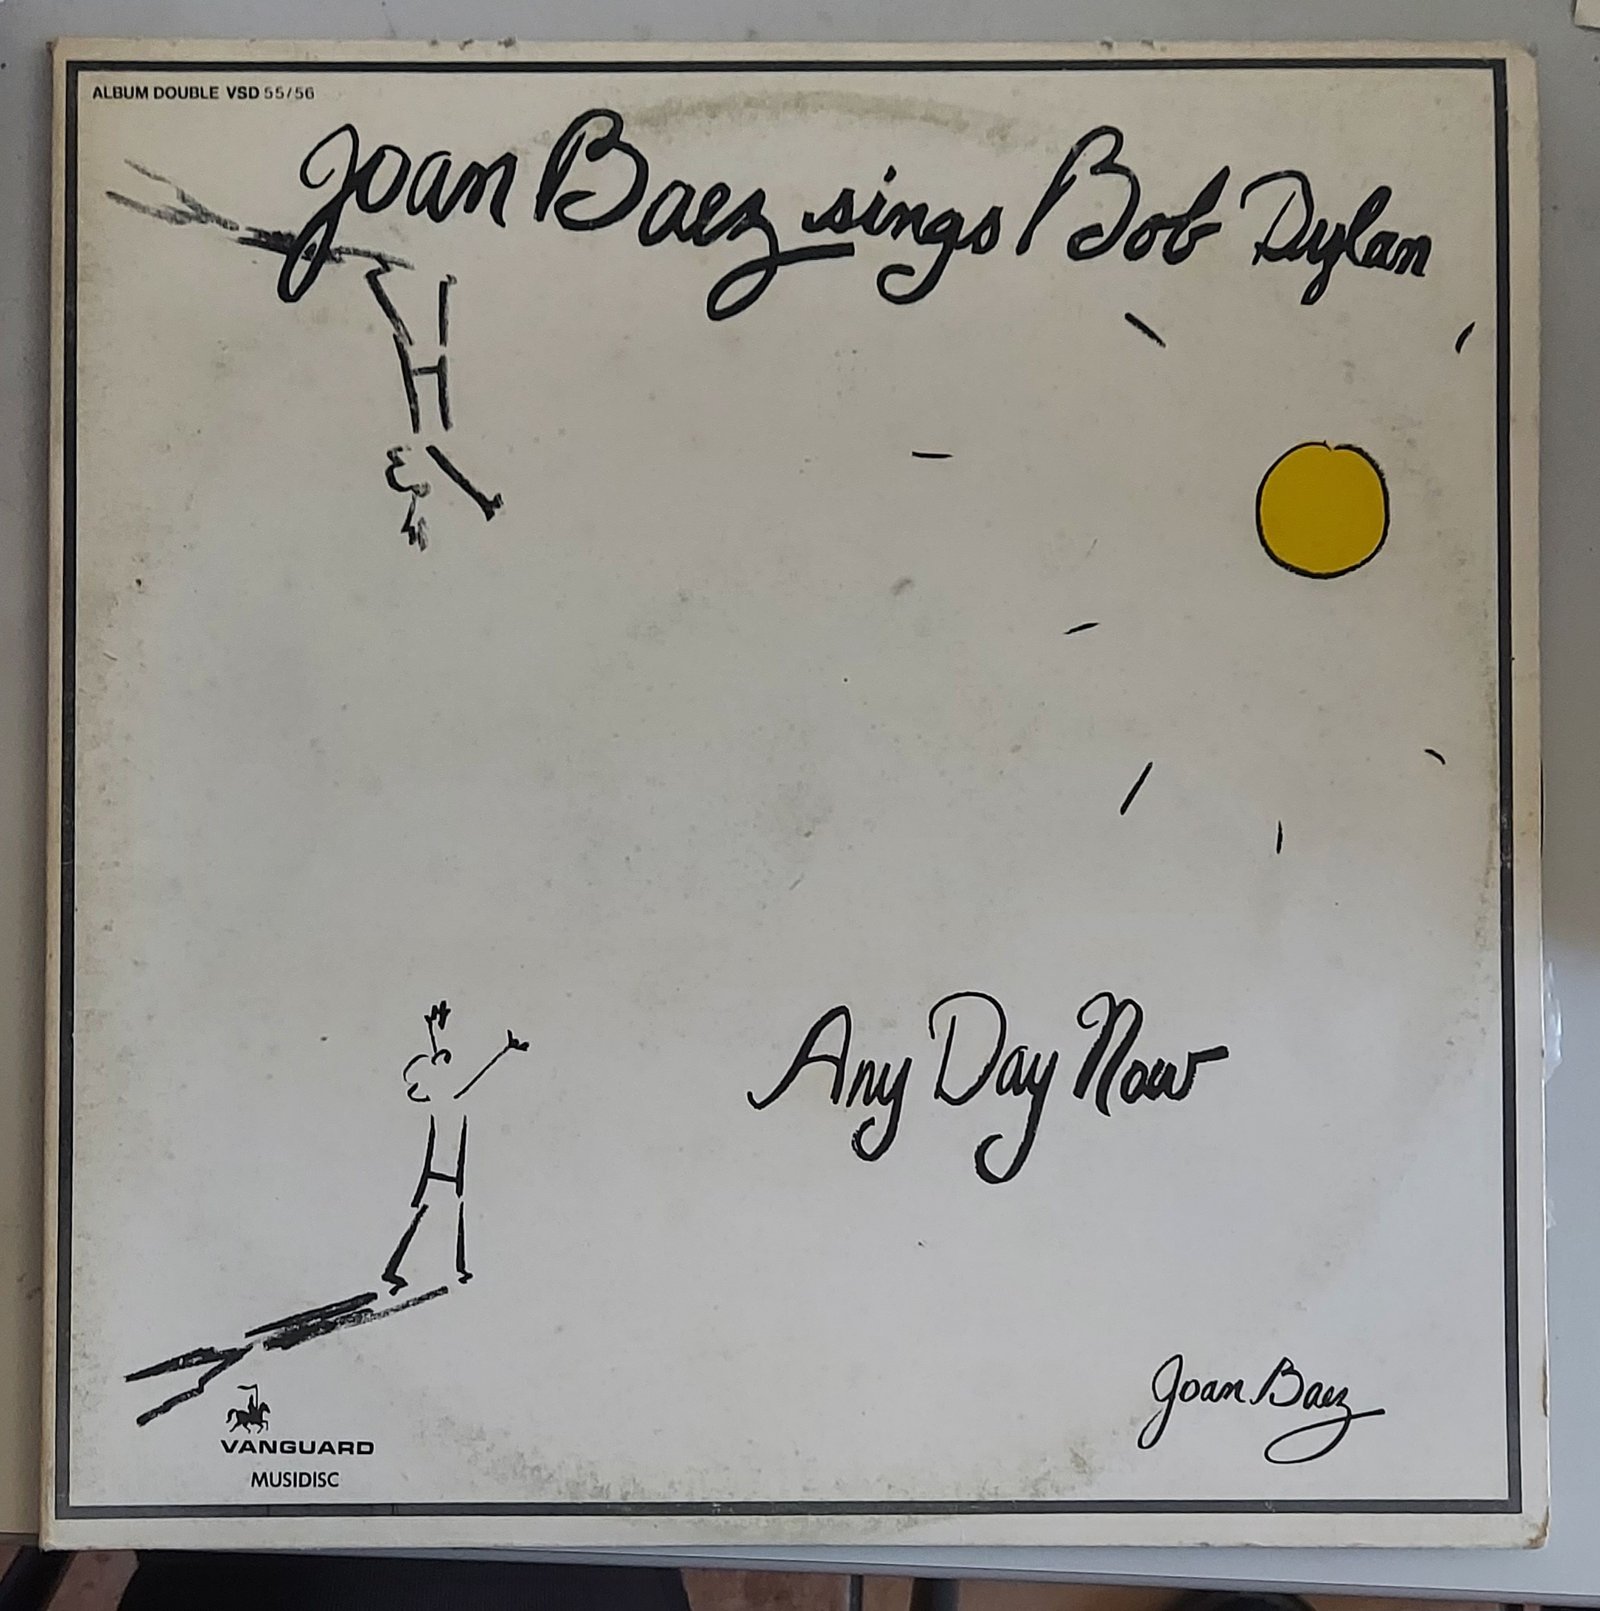 ALBUM DOUBLE VSD 55/56
Joan Baez sings Bob Dylan
Any Day Now
Joan Baez
VANGUARD
MUSIDISC